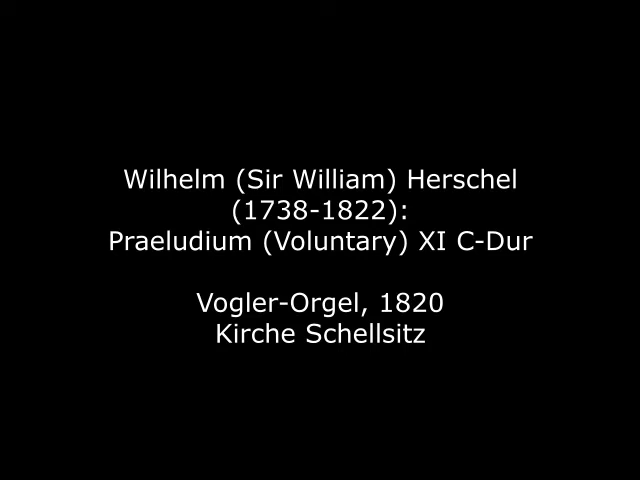 Wilhelm (Sir William) Herschel
(1738-1822):
Praeludium (Voluntary) XI C-Dur
Vogler-Orgel, 1820
Kirche Schellsitz